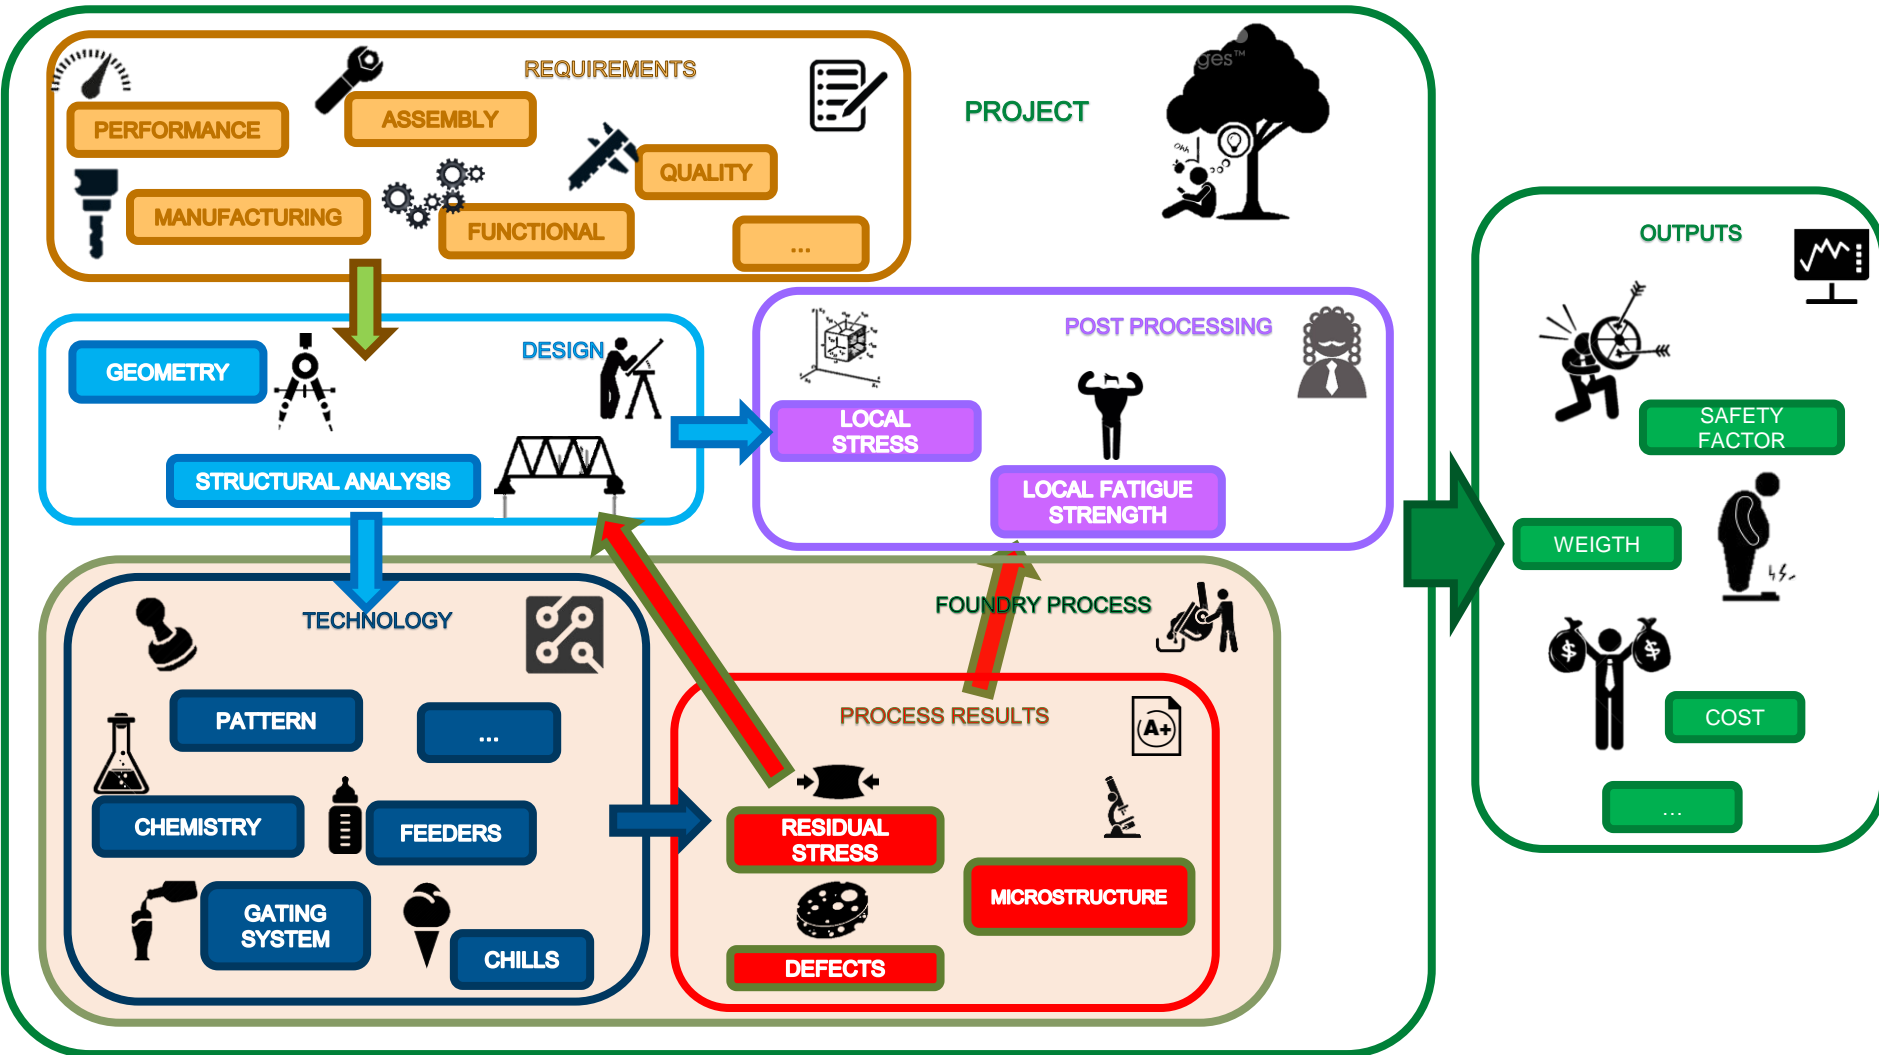 REQUIREMENTS
PERFORMANCE
ASSEMBLY
QUALITY
MANUFACTURING
FUNCTIONAL
...
PROJECT
ges™
OUTPUTS
SAFETY
FACTOR
WEIGTH
COST
...
DESIGN
GEOMETRY
STRUCTURAL ANALYSIS
POST PROCESSING
LOCAL
STRESS
LOCAL FATIGUE
STRENGTH
FOUNDRY PROCESS
TECHNOLOGY
PATTERN
...
CHEMISTRY
FEEDERS
GATING
SYSTEM
CHILLS
PROCESS RESULTS
A+
RESIDUAL
STRESS
MICROSTRUCTURE
DEFECTS
$ $